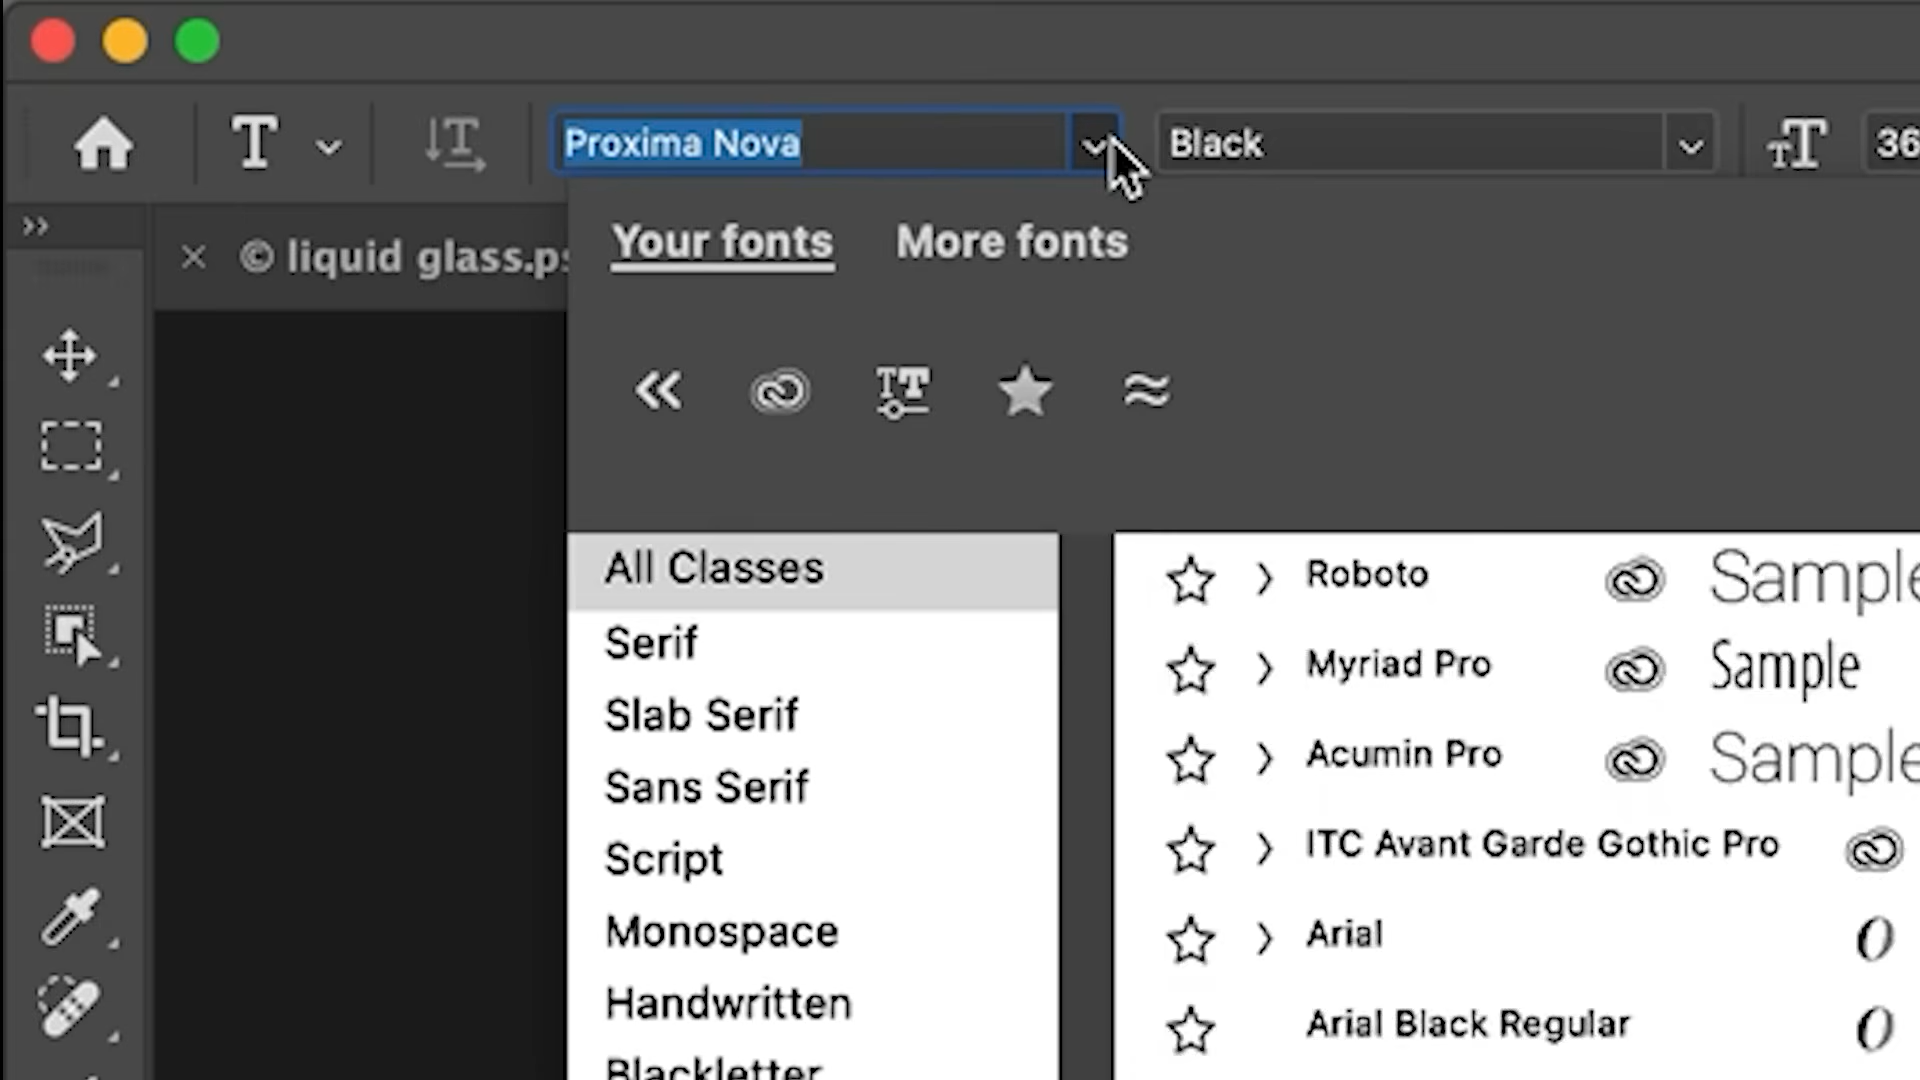 Proxima Nova
Black
36
© liquid glass.ps
Your fonts
More fonts
All Classes
Serif
Slab Serif
Sans Serif
Script
Monospace
Handwritten
Blackletter
Roboto
Sample
Myriad Pro
Sample
Acumin Pro
Sample
ITC Avant Garde Gothic Pro
Arial
Arial Black Regular